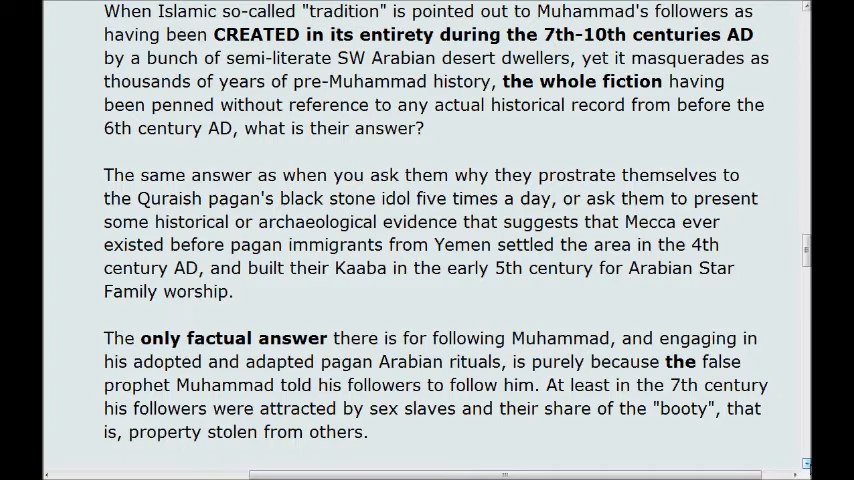 When Islamic so-called "tradition" is pointed out to Muhammad's followers as
having been CREATED in its entirety during the 7th-10th centuries AD
by a bunch of semi-literate SW Arabian desert dwellers, yet it masquerades as
thousands of years of pre-Muhammad history, the whole fiction having
been penned without reference to any actual historical record from before the
6th century AD, what is their answer?
The same answer as when you ask them why they prostrate themselves to
the Quraish pagan's black stone idol five times a day, or ask them to present
some historical or archaeological evidence that suggests that Mecca ever
existed before pagan immigrants from Yemen settled the area in the 4th
century AD, and built their Kaaba in the early 5th century for Arabian Star
Family worship.
The only factual answer there is for following Muhammad, and engaging in
his adopted and adapted pagan Arabian rituals, is purely because the false
prophet Muhammad told his followers to follow him. At least in the 7th century
his followers were attracted by sex slaves and their share of the "booty", that
is, property stolen from others.